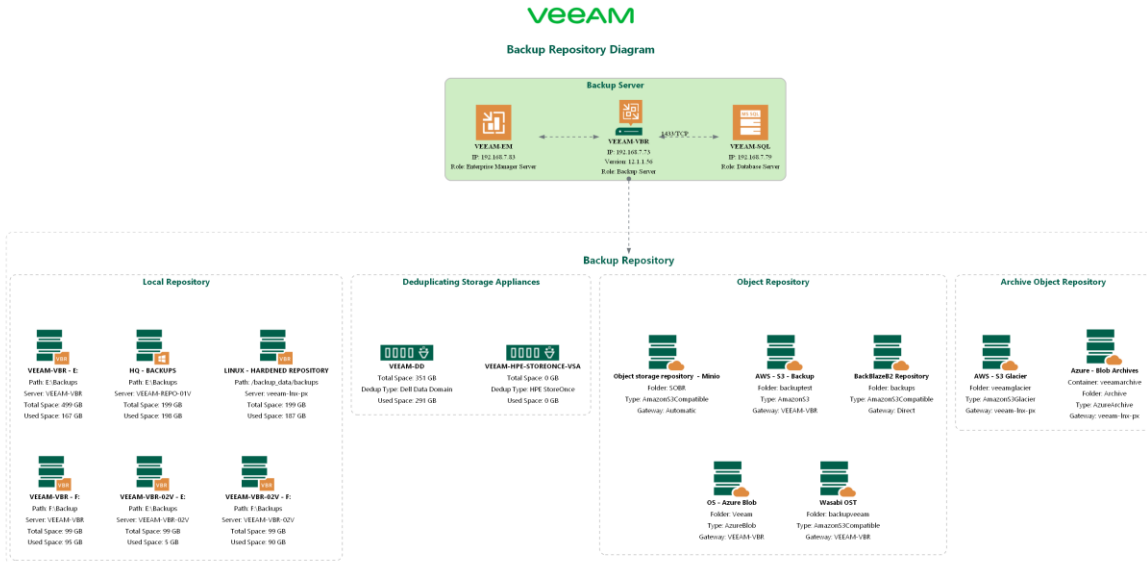 veeam
Backup Repository Diagram
Backup Server
VEEAM-EM
IP: 192.168.7.83
Role: Enterprise Manager Server
VEEAM-VBR
IP: 192.168.7.73
Version: 12.1.1.56
Role: Backup Server
1433/TCP
MS SQL
VEEAM-SQL
IP: 192.168.7.79
Role: Database Server
Backup Repository
Local Repository
VBR
VEEAM-VBR - E:
Path: E:\Backups
Server: VEEAM-VBR
Total Space: 499 GB
Used Space: 167 GB
HQ - BACKUPS
Path: E:\Backups
Server: VEEAM-REPO-01V
Total Space: 199 GB
Used Space: 198 GB
VBR
LINUX - HARDENED REPOSITORY
Path: /backup_data/backups
Server: veeam-lnx-px
Total Space: 199 GB
Used Space: 187 GB
VBR
VEEAM-VBR - F:
Path: F:\Backup
Server: VEEAM-VBR
Total Space: 99 GB
Used Space: 95 GB
VBR
VEEAM-VBR-02V - E:
Path: E:\Backups
Server: VEEAM-VBR-02V
Total Space: 99 GB
Used Space: 5 GB
VBR
VEEAM-VBR-02V - F:
Path: F:\Backups
Server: VEEAM-VBR-02V
Total Space: 99 GB
Used Space: 90 GB
Deduplicating Storage Appliances
VEEAM-DD
Total Space: 351 GB
Dedup Type: Dell Data Domain
Used Space: 291 GB
VEEAM-HPE-STOREONCE-VSA
Total Space: 0 GB
Dedup Type: HPE StoreOnce
Used Space: 0 GB
Object Repository
Object storage repository - Minio
Folder: SOBR
Type: AmazonS3Compatible
Gateway: Automatic
AWS - S3 - Backup
Folder: backuptest
Type: AmazonS3
Gateway: VEEAM-VBR
BackBlazeB2 Repository
Folder: backups
Type: AmazonS3Compatible
Gateway: Direct
OS - Azure Blob
Folder: Veeam
Type: AzureBlob
Gateway: VEEAM-VBR
Wasabi OST
Folder: backupveeam
Type: AmazonS3Compatible
Gateway: VEEAM-VBR
Archive Object Repository
AWS - S3 Glacier
Folder: veeamglacier
Type: AmazonS3Glacier
Gateway: veeam-lnx-px
Azure - Blob Archives
Container: veeamarchive
Folder: Archive
Type: AzureArchive
Gateway: veeam-lnx-px